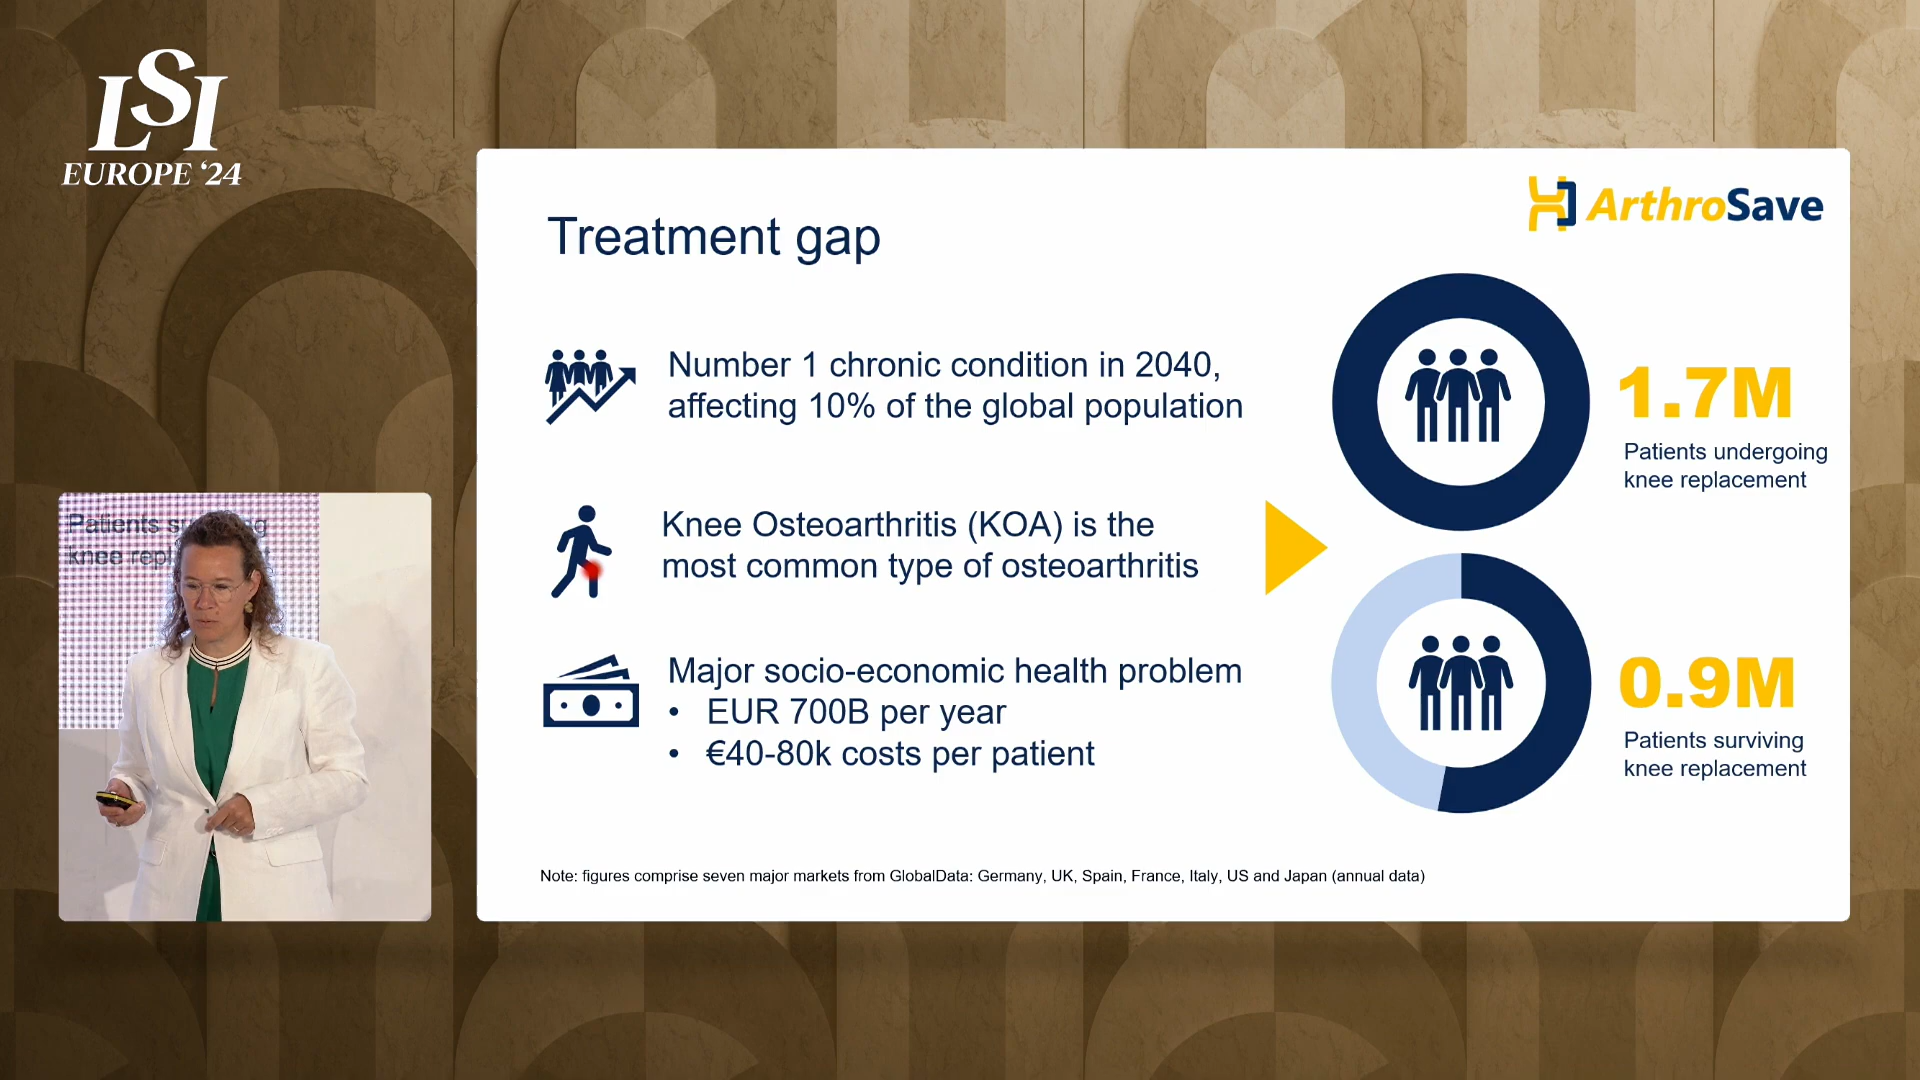 LSI
EUROPE ‘24
ArthroSave
Treatment gap
Number 1 chronic condition in 2040,
affecting 10% of the global population
Knee Osteoarthritis (KOA) is the
most common type of osteoarthritis
Major socio-economic health problem
• EUR 700B per year
• €40-80k costs per patient
1.7M
Patients undergoing
knee replacement
0.9M
Patients surviving
knee replacement
Note: figures comprise seven major markets from GlobalData: Germany, UK, Spain, France, Italy, US and Japan (annual data)
Patients
knee